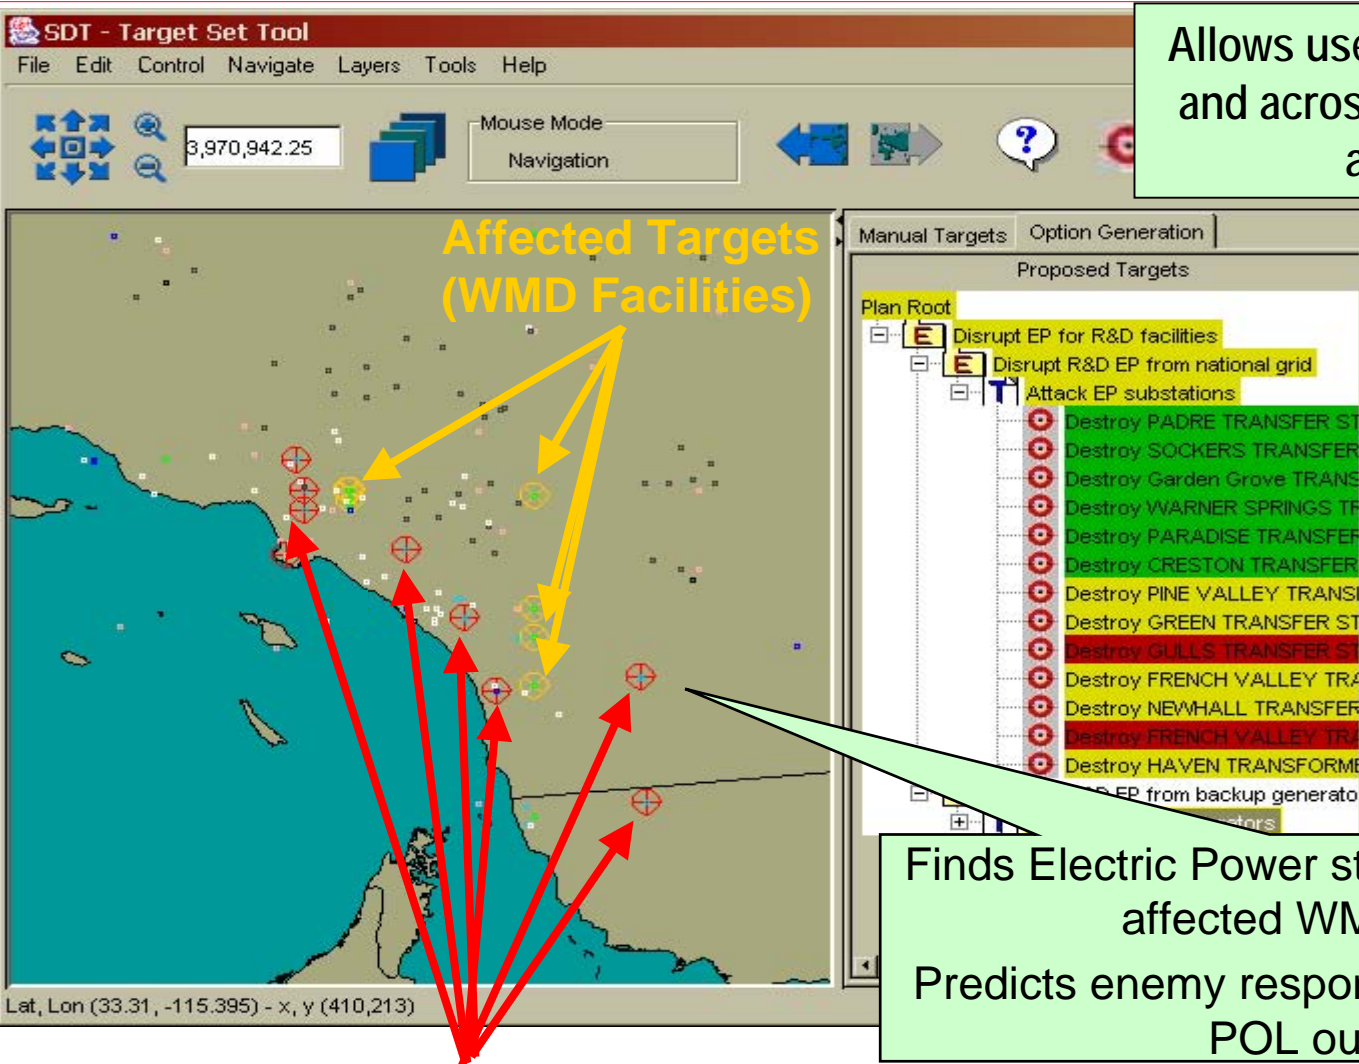 SDT - Target Set Tool
Allows use
and acros
a
File Edit Control Navigate Layers Tools Help
3,970,942.25
Mouse Mode
Navigation
?
Affected Targets
(WMD Facilities)
Manual Targets Option Generation
Proposed Targets
Plan Root
E Disrupt EP for R&D facilities
E Disrupt R&D EP from national grid
T Attack EP substations
Destroy PADRE TRANSFER ST
Destroy SOCKERS TRANSFER
Destroy Garden Grove TRANS
Destroy WARNER SPRINGS TR
Destroy PARADISE TRANSFER
Destroy CRESTON TRANSFER
Destroy PINE VALLEY TRANSI
Destroy GREEN TRANSFER ST
Destroy GULLS TRANSFER ST
Destroy FRENCH VALLEY TRA
Destroy NEWHALL TRANSFER
Destroy FRENCH VALLEY TRA
Destroy HAVEN TRANSFORME
EP from backup generato
Finds Electric Power st
affected WM
Predicts enemy respon
POL ou
Lat, Lon (33.31, -115.395) - x, y (410,213)